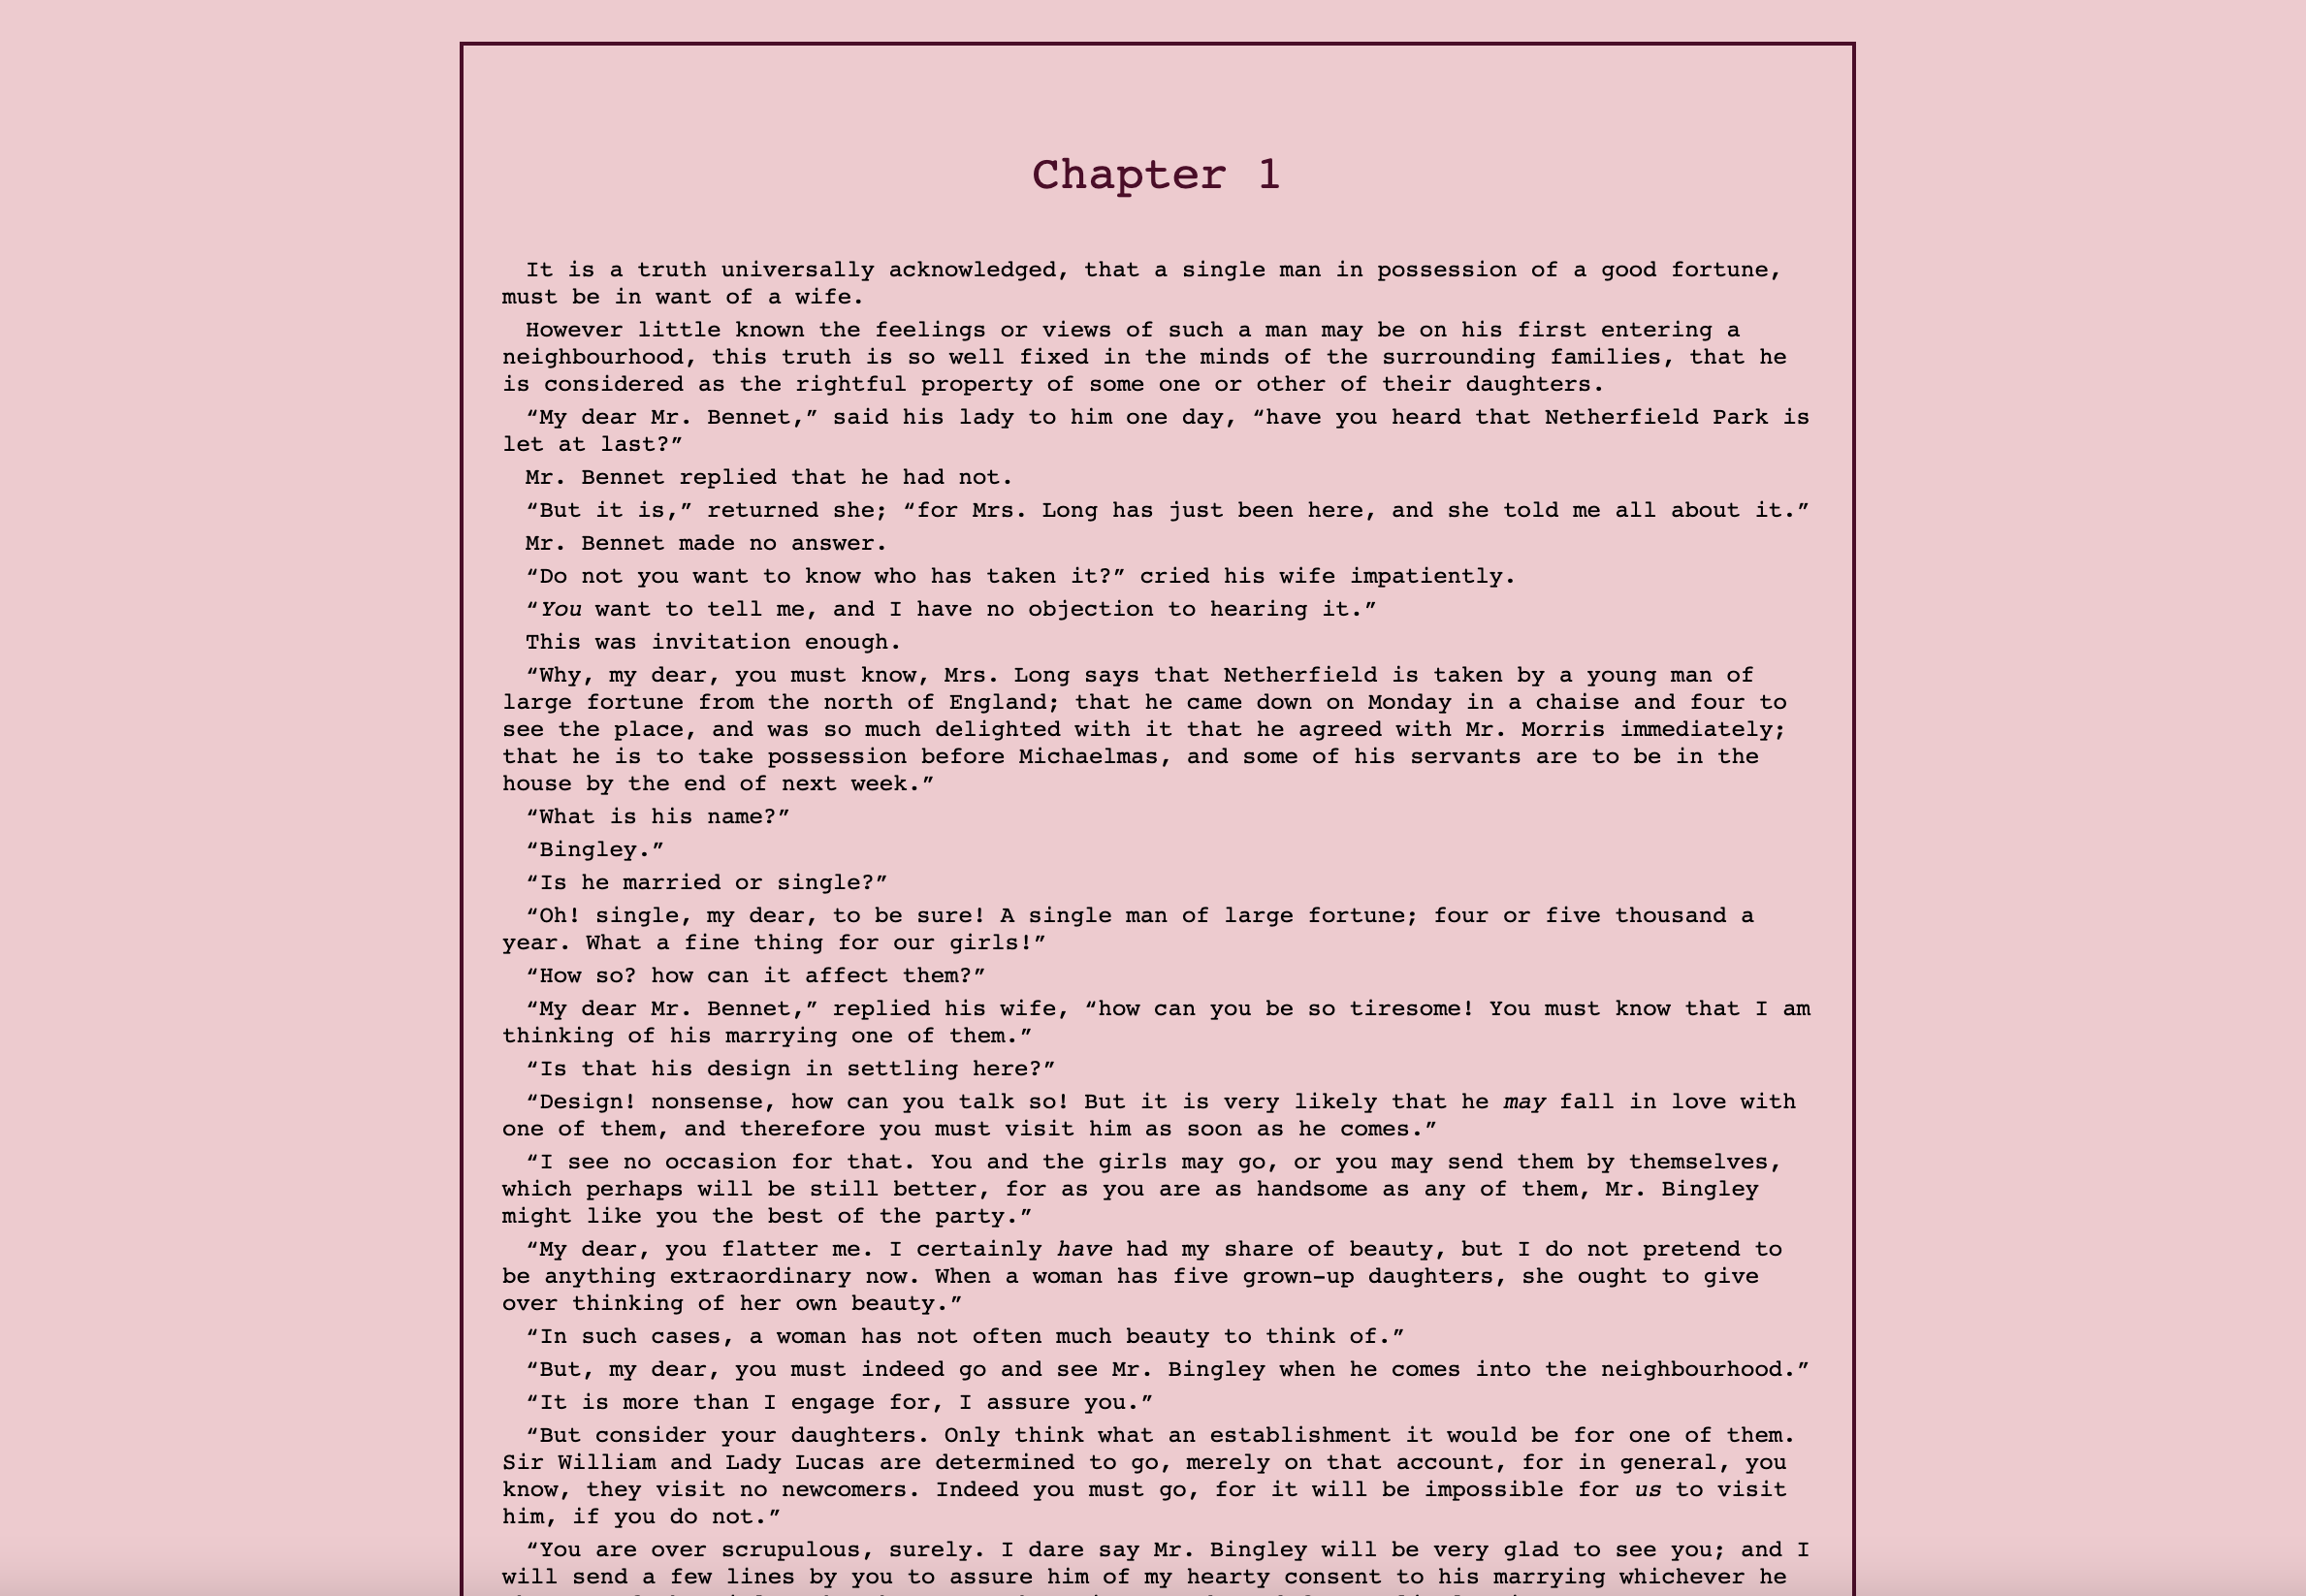 Chapter 1
It is a truth universally acknowledged, that a single man in possession of a good fortune,
must be in want of a wife.
However little known the feelings or views of such a man may be on his first entering a
neighbourhood, this truth is so well fixed in the minds of the surrounding families, that he
is considered as the rightful property of some one or other of their daughters.
“My dear Mr. Bennet,” said his lady to him one day, “have you heard that Netherfield Park is
let at last?”
Mr. Bennet replied that he had not.
“But it is,” returned she; “for Mrs. Long has just been here, and she told me all about it.”
Mr. Bennet made no answer.
“Do not you want to know who has taken it?” cried his wife impatiently.
“You want to tell me, and I have no objection to hearing it.”
This was invitation enough.
“Why, my dear, you must know, Mrs. Long says that Netherfield is taken by a young man of
large fortune from the north of England; that he came down on Monday in a chaise and four to
see the place, and was so much delighted with it that he agreed with Mr. Morris immediately;
that he is to take possession before Michaelmas, and some of his servants are to be in the
house by the end of next week.”
“What is his name?”
“Bingley.”
“Is he married or single?”
“Oh! single, my dear, to be sure! A single man of large fortune; four or five thousand a
year. What a fine thing for our girls!”
“How so? how can it affect them?”
“My dear Mr. Bennet,” replied his wife, “how can you be so tiresome! You must know that I am
thinking of his marrying one of them.”
“Is that his design in settling here?”
“Design! nonsense, how can you talk so! But it is very likely that he may fall in love with
one of them, and therefore you must visit him as soon as he comes.”
“I see no occasion for that. You and the girls may go, or you may send them by themselves,
which perhaps will be still better, for as you are as handsome as any of them, Mr. Bingley
might like you the best of the party.”
“My dear, you flatter me. I certainly have had my share of beauty, but I do not pretend to
be anything extraordinary now. When a woman has five grown-up daughters, she ought to give
over thinking of her own beauty.”
“In such cases, a woman has not often much beauty to think of.”
“But, my dear, you must indeed go and see Mr. Bingley when he comes into the neighbourhood.”
“It is more than I engage for, I assure you.”
“But consider your daughters. Only think what an establishment it would be for one of them.
Sir William and Lady Lucas are determined to go, merely on that account, for in general, you
know, they visit no newcomers. Indeed you must go, for it will be impossible for us to visit
him, if you do not.”
“You are over scrupulous, surely. I dare say Mr. Bingley will be very glad to see you; and I
will send a few lines by you to assure him of my hearty consent to his marrying whichever he